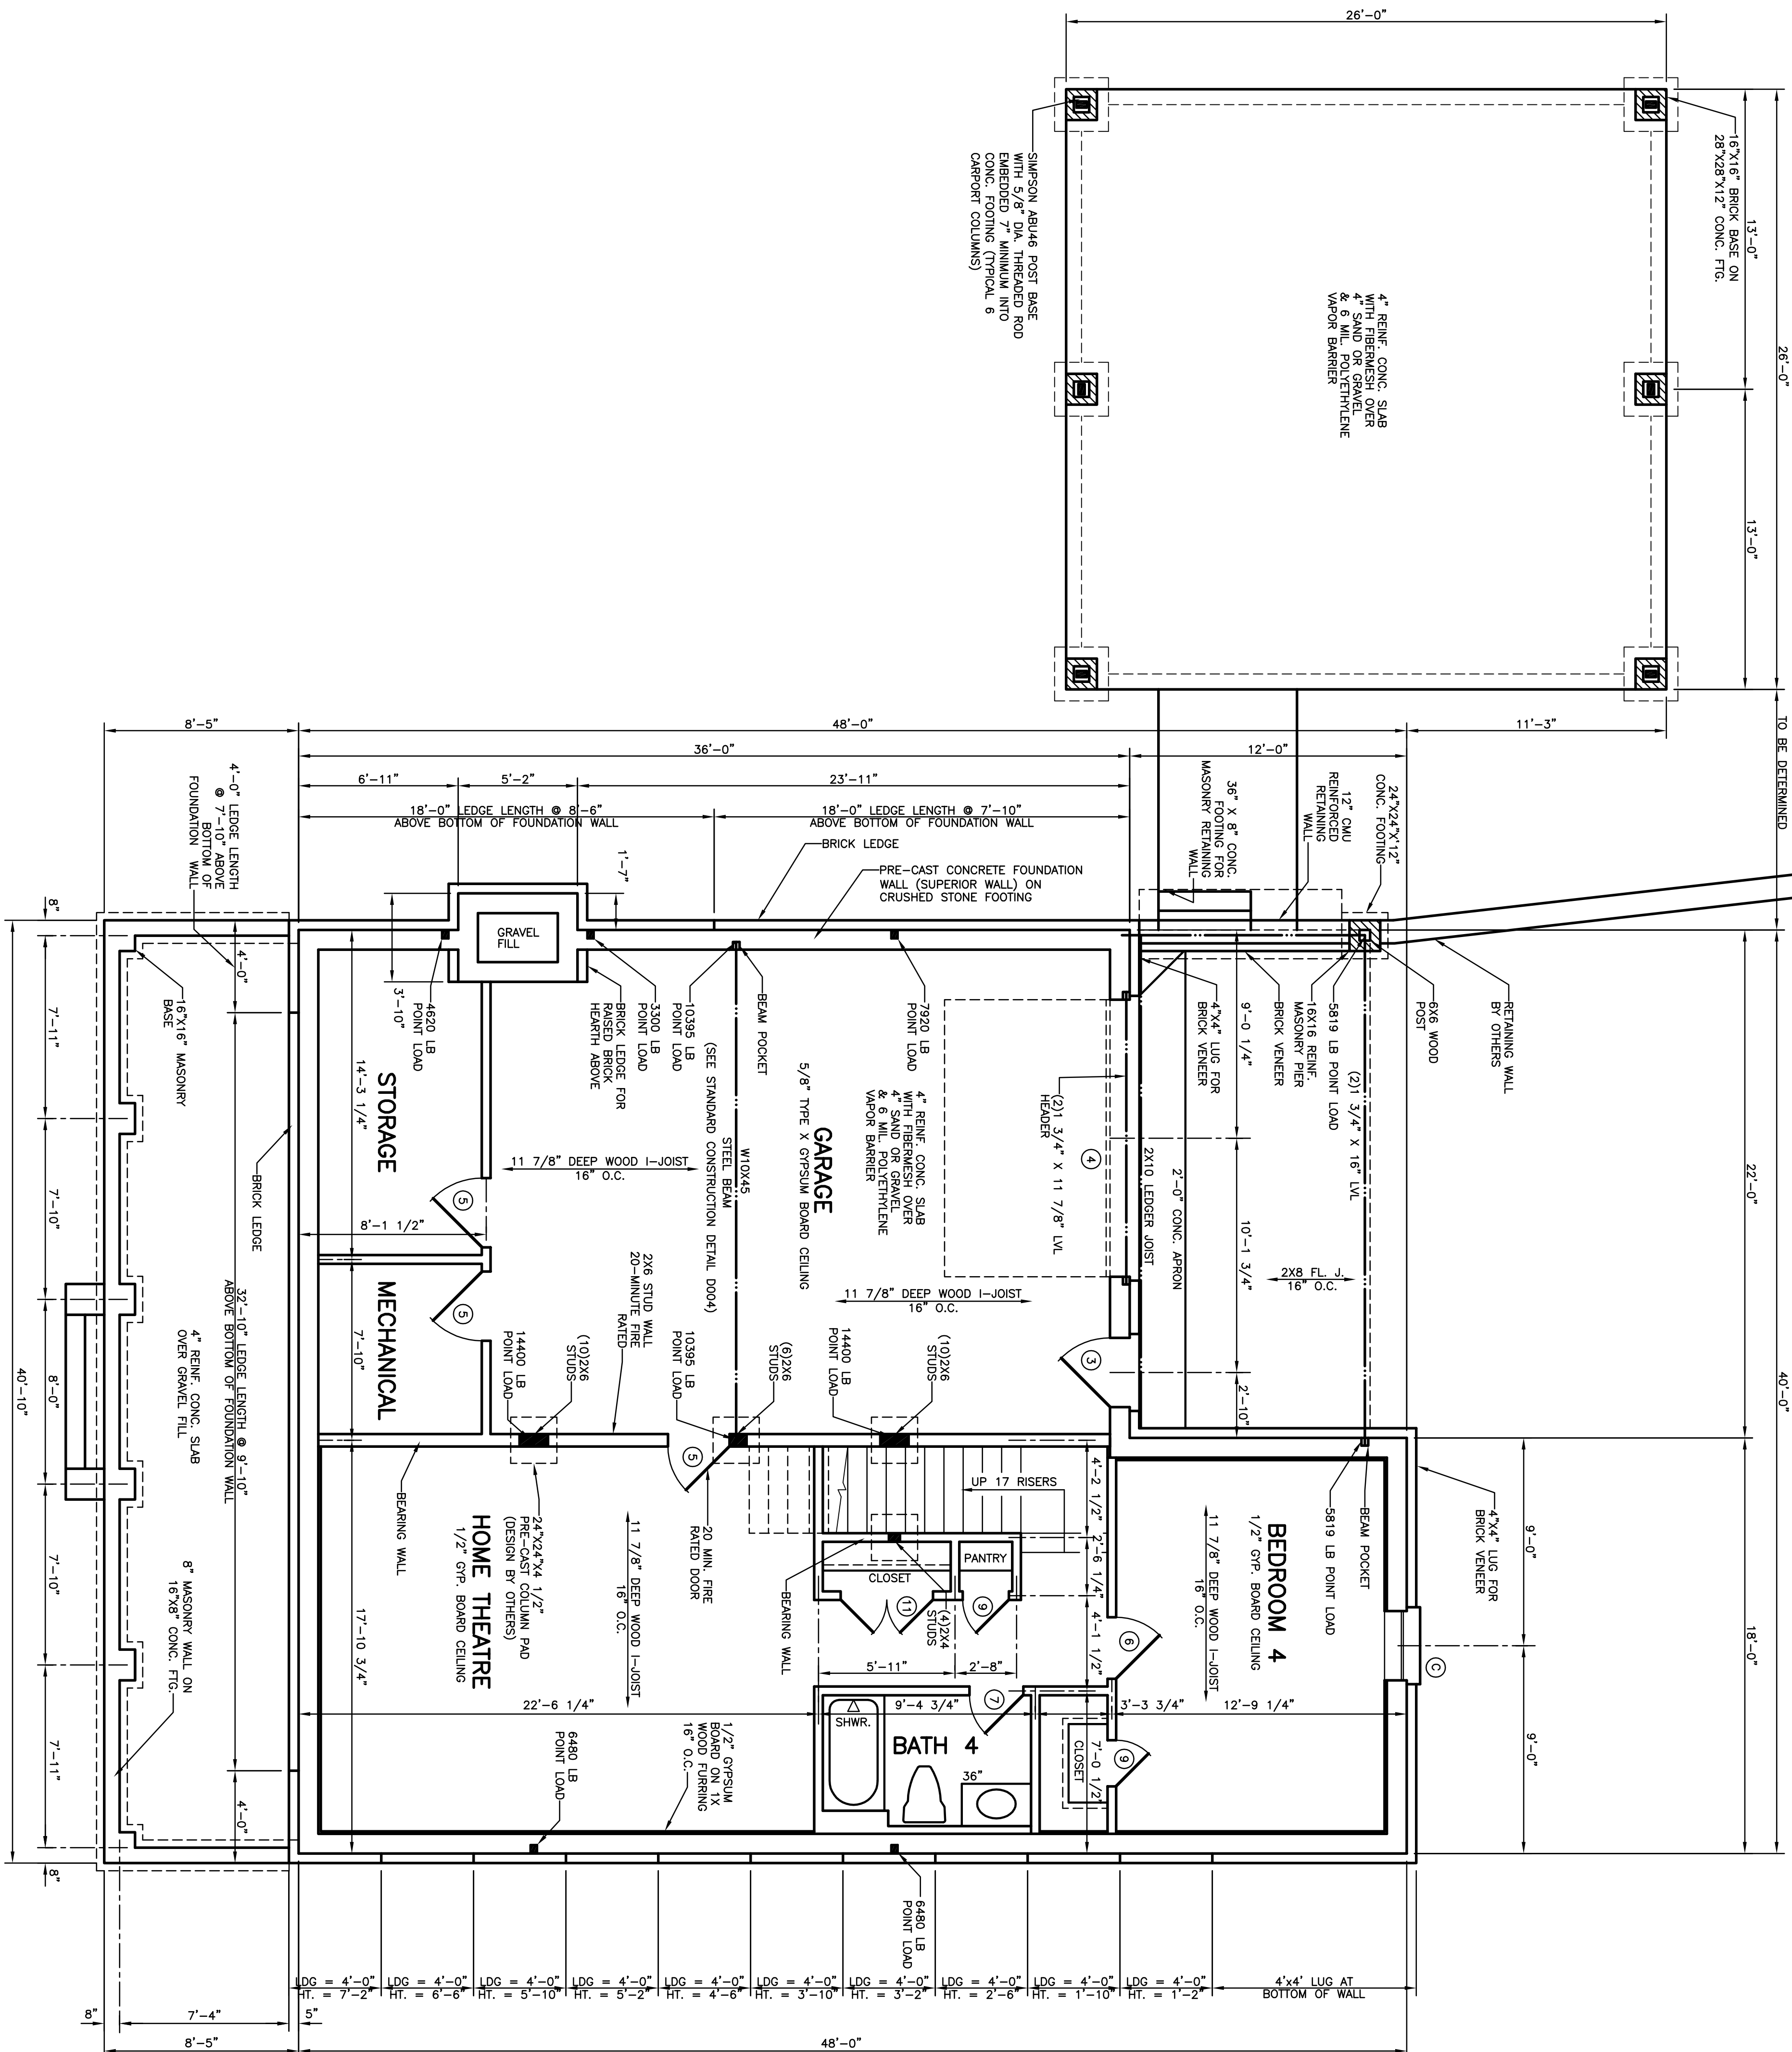 26'-0"
26'-0"
13'-0"
13'-0"
TO BE DETERMINED
16"X16" BRICK BASE ON
28"X28"X12" CONC. FTG.
4" REINF. CONC. SLAB
WITH FIBERMESH OVER
4" SAND OR GRAVEL
& 6 MIL. POLYETHYLENE
VAPOR BARRIER
SIMPSON ABU46 POST BASE
WITH 5/8" DIA. THREADED ROD
EMBEDDED 7" MINIMUM INTO
CONC. FOOTING (TYPICAL 6
CARPORT COLUMNS)
8'-5"
48'-0"
11'-3"
36'-0"
12'-0"
6'-11"
5'-2"
23'-11"
18'-0" LEDGE LENGTH @ 8'-6"
ABOVE BOTTOM OF FOUNDATION WALL
18'-0" LEDGE LENGTH @ 7'-10"
ABOVE BOTTOM OF FOUNDATION WALL
BRICK LEDGE
PRE-CAST CONCRETE FOUNDATION
WALL (SUPERIOR WALL) ON
CRUSHED STONE FOOTING
1'-7"
3'-10"
GRAVEL
FILL
36" X 8" CONC.
FOOTING FOR
MASONRY RETAINING
WALL
12" CMU
REINFORCED
RETAINING
WALL
24"X24"X12"
CONC. FOOTING
RETAINING WALL
BY OTHERS
6X6 WOOD
POST
5819 LB POINT LOAD
16X16 REINF.
MASONRY PIER
BRICK VENEER
4"X4" LUG FOR
BRICK VENEER
(2)1 3/4" X 16" LVL
2X8 FL. J.
16" O.C.
9'-0 1/4"
10'-1 3/4"
2'-10"
22'-0"
40'-0"
18'-0"
9'-0"
9'-0"
2'-0" CONC. APRON
2X10 LEDGER JOIST
4
3
(2)1 3/4" X 11 7/8" LVL
HEADER
4"X4" LUG FOR
BRICK VENEER
BEAM POCKET
5819 LB POINT LOAD
C
4'-0" LEDGE LENGTH
@ 7'-10" ABOVE
BOTTOM OF
FOUNDATION WALL
4620 LB
POINT LOAD
BRICK LEDGE FOR
RAISED BRICK
HEARTH ABOVE
3300 LB
POINT LOAD
10395 LB
POINT LOAD
BEAM POCKET
7920 LB
POINT LOAD
GARAGE
5/8" TYPE X GYPSUM BOARD CEILING
4" REINF. CONC. SLAB
WITH FIBERMESH OVER
4" SAND OR GRAVEL
& 6 MIL. POLYETHYLENE
VAPOR BARRIER
W10X45
STEEL BEAM
(SEE STANDARD CONSTRUCTION DETAIL D004)
11 7/8" DEEP WOOD I-JOIST
16" O.C.
11 7/8" DEEP WOOD I-JOIST
16" O.C.
STORAGE
14'-3 1/4"
8'-1 1/2"
5
MECHANICAL
7'-10"
5
2X6 STUD WALL
20-MINUTE FIRE
RATED
14400 LB
POINT LOAD
(10)2X6
STUDS
10395 LB
POINT LOAD
(6)2X6
STUDS
14400 LB
POINT LOAD
(10)2X6
STUDS
5
20 MIN. FIRE
RATED DOOR
BEARING WALL
24"X24"X4 1/2"
PRE-CAST COLUMN PAD
(DESIGN BY OTHERS)
HOME THEATRE
1/2" GYP. BOARD CEILING
11 7/8" DEEP WOOD I-JOIST
16" O.C.
17'-10 3/4"
22'-6 1/4"
1/2" GYPSUM
BOARD ON 1X
WOOD FURRING
16" O.C.
6480 LB
POINT LOAD
UP 17 RISERS
CLOSET
PANTRY
11
9
(4)2X4
STUDS
BEARING WALL
5'-11"
2'-8"
4'-2 1/2"
2'-6 1/4"
4'-1 1/2"
7'-0 1/2"
6
7
9
SHWR.
BATH 4
9'-4 3/4"
36"
CLOSET
3'-3 3/4"
12'-9 1/4"
BEDROOM 4
1/2" GYP. BOARD CEILING
11 7/8" DEEP WOOD I-JOIST
16" O.C.
6480 LB
POINT LOAD
8"
4'-0"
7'-11"
7'-10"
8'-0"
7'-10"
7'-11"
4'-0"
8"
40'-10"
16"X16" MASONRY
BASE
BRICK LEDGE
32'-10" LEDGE LENGTH @ 9'-10"
ABOVE BOTTOM OF FOUNDATION WALL
4" REINF. CONC. SLAB
OVER GRAVEL FILL
8" MASONRY WALL ON
16"X8" CONC. FTG.
LDG = 4'-0"
HT. = 7'-2"
LDG = 4'-0"
HT. = 6'-6"
LDG = 4'-0"
HT. = 5'-10"
LDG = 4'-0"
HT. = 5'-2"
LDG = 4'-0"
HT. = 4'-6"
LDG = 4'-0"
HT. = 3'-10"
LDG = 4'-0"
HT. = 3'-2"
LDG = 4'-0"
HT. = 2'-6"
LDG = 4'-0"
HT. = 1'-10"
LDG = 4'-0"
HT. = 1'-2"
4'x4' LUG AT
BOTTOM OF WALL
8"
7'-4"
5"
8'-5"
48'-0"